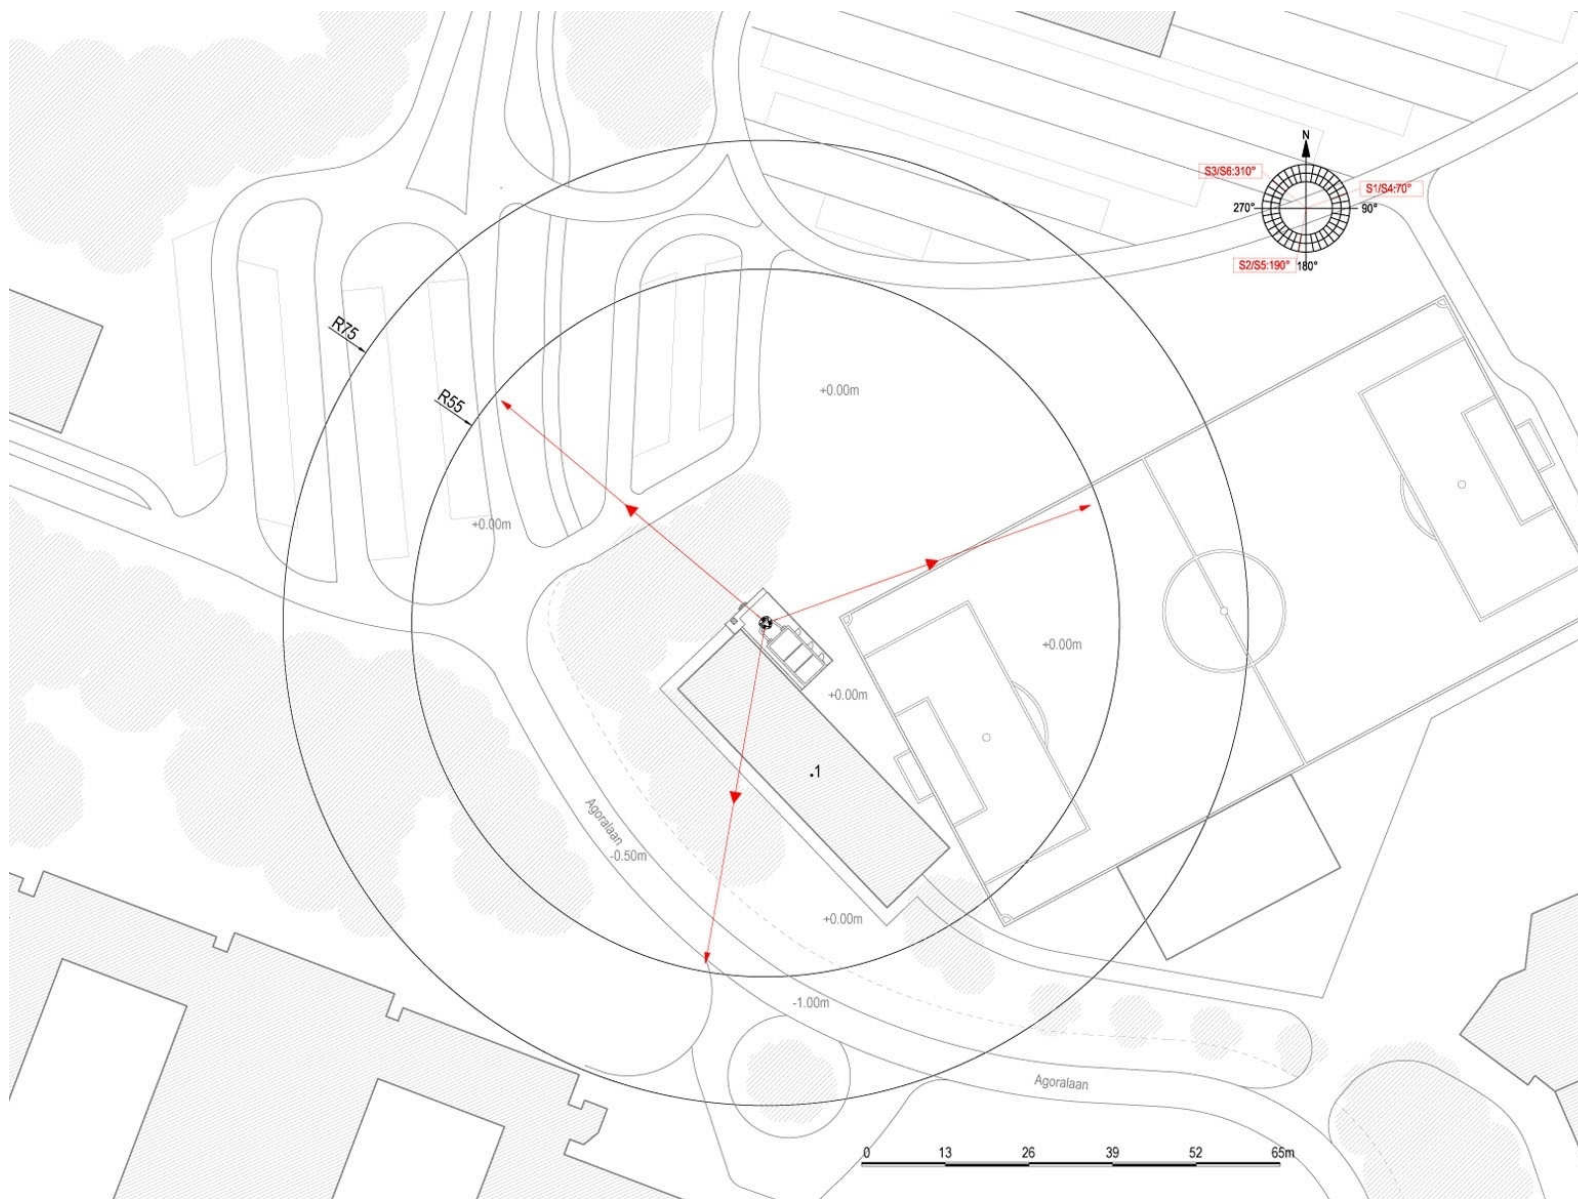 N
S3/S6:310°
S1/S4:70°
270°
90°
S2/S5:190°
180°
R75
R55
+0.00m
+0.00m
+0.00m
+0.00m
.1
Agoralaan
-0.50m
+0.00m
-1.00m
Agoralaan
0 13 26 39 52 65m